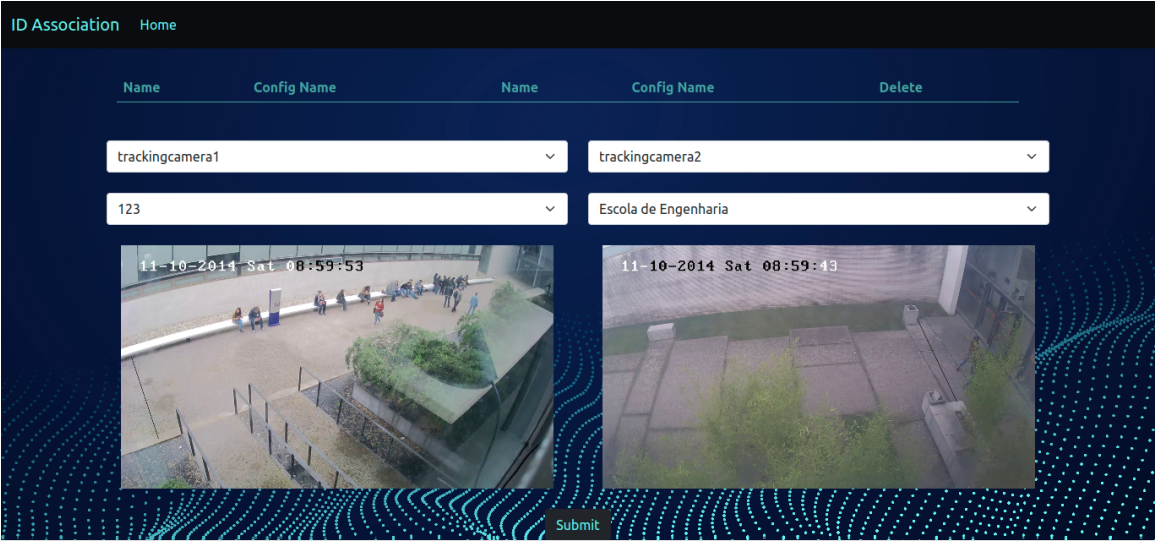 ID Association Home
Name Config Name Name Config Name Delete
trackingcamera1 trackingcamera2
123 Escola de Engenharia
11-10-2014 Sat 08:59:53 11-10-2014 Sat 08:59:43
Submit